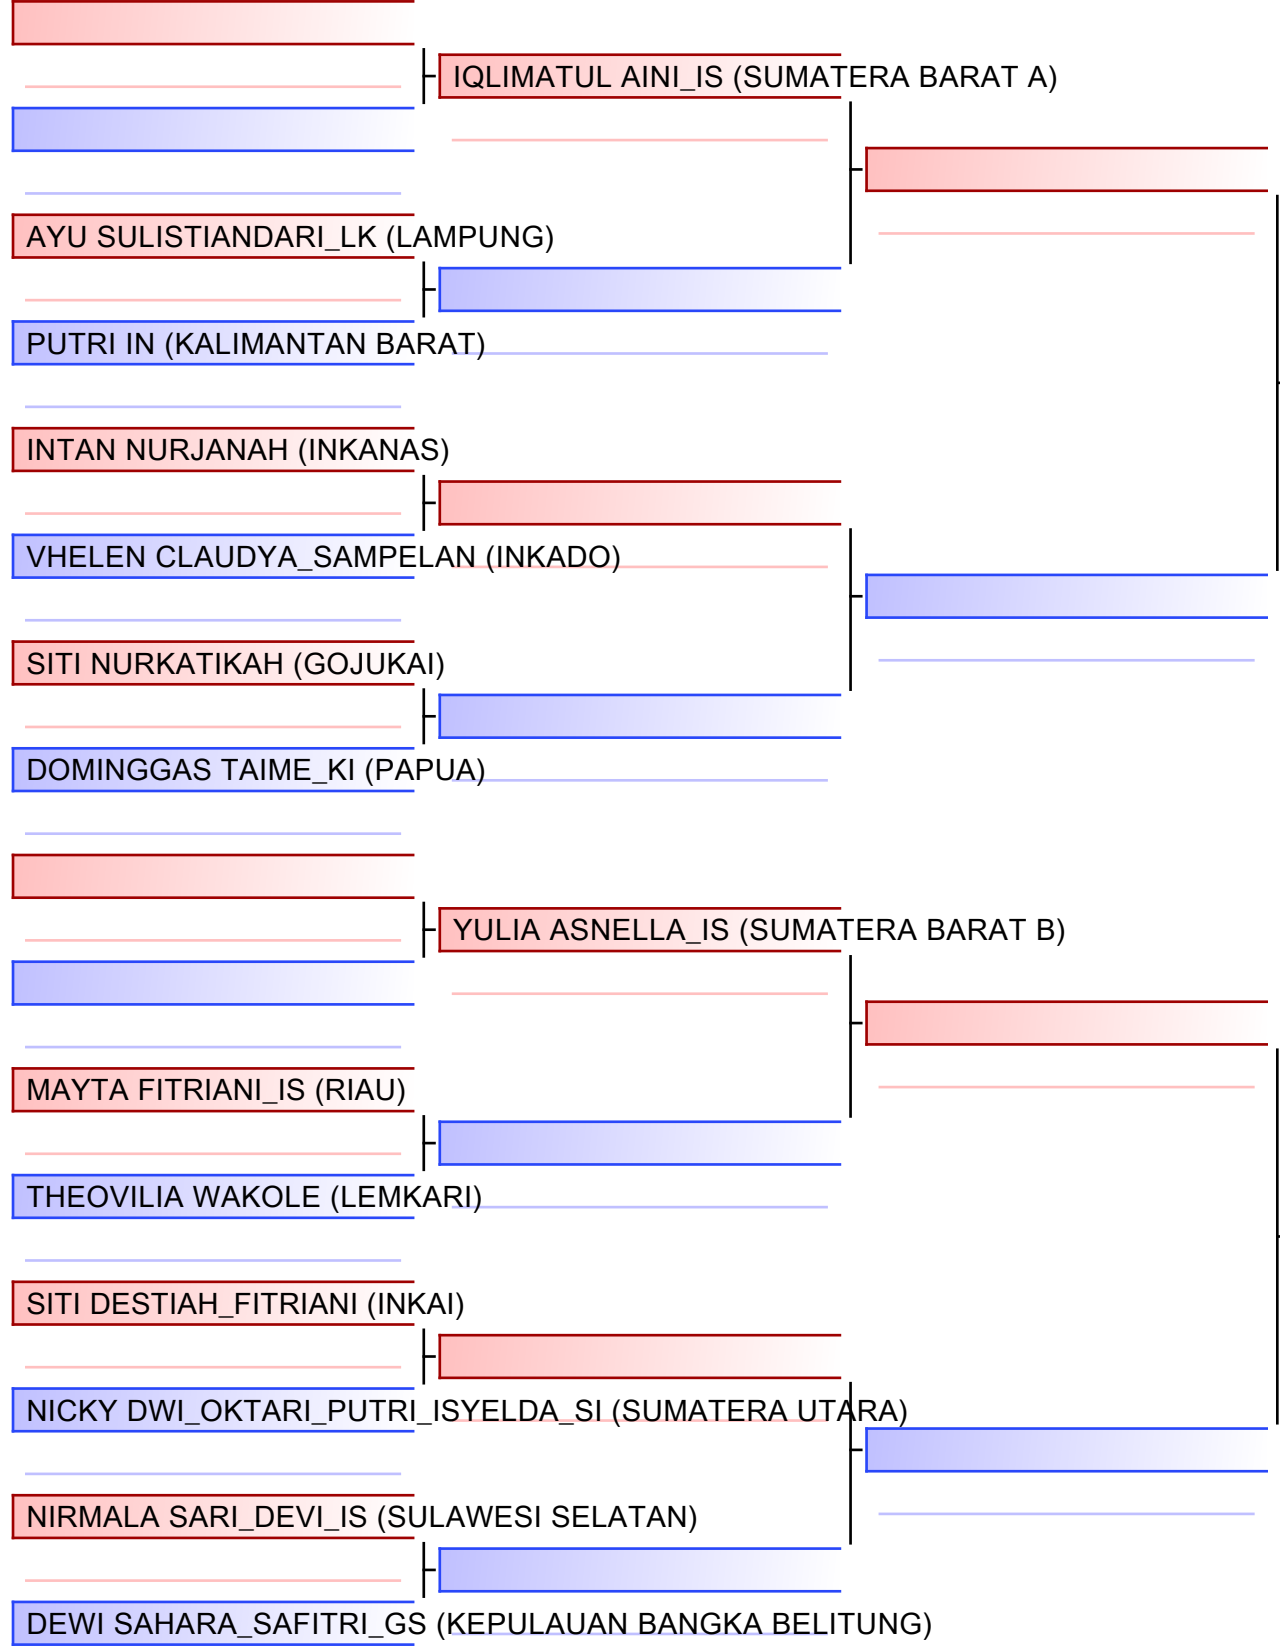 IQLIMATUL AINI_IS (SUMATERA BARAT A)
AYU SULISTIANDARI_LK (LAMPUNG)
PUTRI IN (KALIMANTAN BARAT)
INTAN NURJANAH (INKANAS)
VHELEN CLAUDYA_SAMPELAN (INKADO)
SITI NURKATIKAH (GOJUKAI)
DOMINGGAS TAIME_KI (PAPUA)
YULIA ASNELLA_IS (SUMATERA BARAT B)
MAYTA FITRIANI_IS (RIAU)
THEOVILIA WAKOLE (LEMKARI)
SITI DESTIAH_FITRIANI (INKAI)
NICKY DWI_OKTARI_PUTRI_ISYELDA_SI (SUMATERA UTARA)
NIRMALA SARI_DEVI_IS (SULAWESI SELATAN)
DEWI SAHARA_SAFITRI_GS (KEPULAUAN BANGKA BELITUNG)